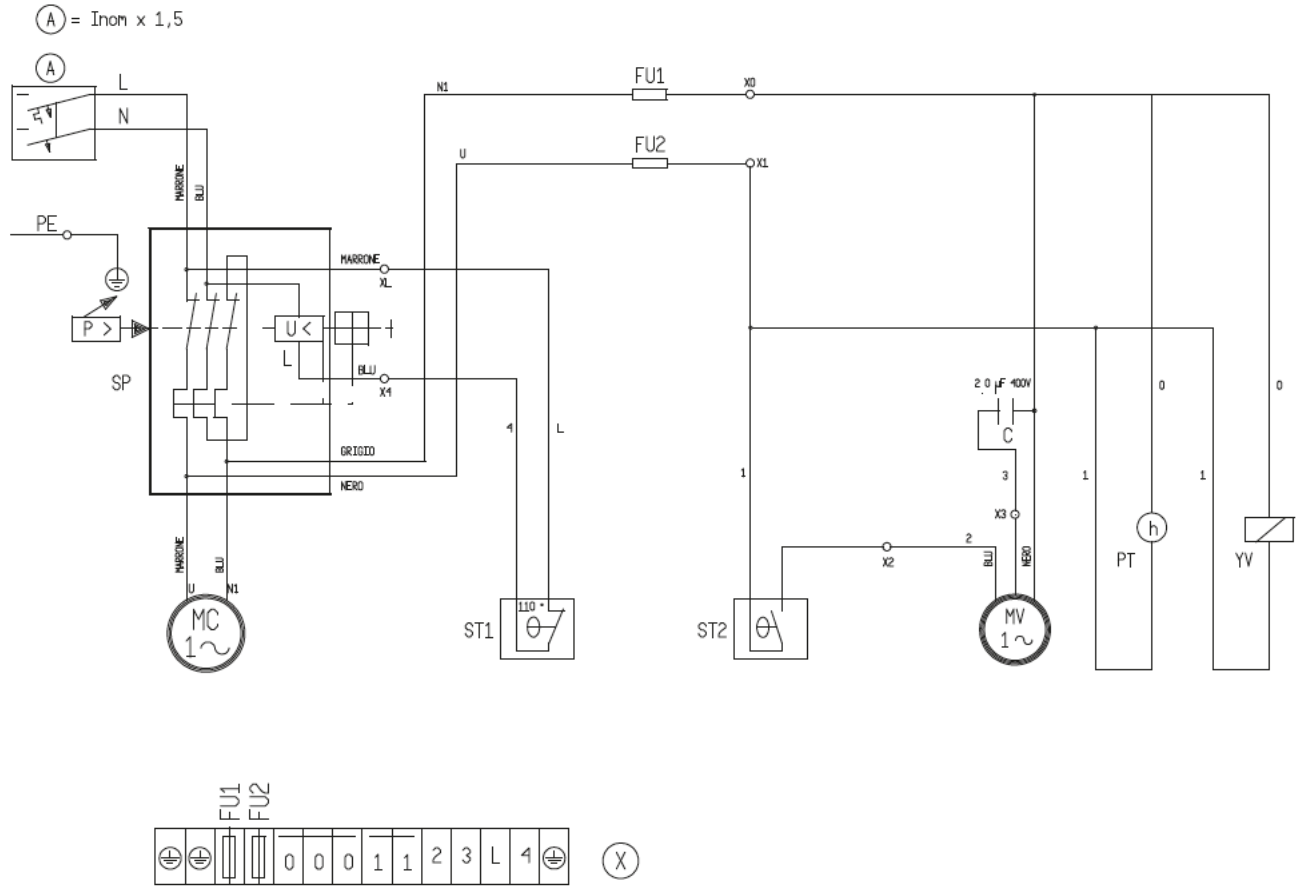 A = Inom x 1,5
A
L
N
MARRONE
BLU
PE
P >
SP
U <
L
MARRONE
XL
BLU
X4
GRIGIO
NERO
N1
U
FU1
X0
FU2
X1
4
L
1
2 0 µF 400V
C
3
X3
1
1
0
0
MARRONE
BLU
U
N1
MC
1~
110 °
ST1
ST2
X2
2
BLU
NERO
MV
1~
h
PT
YV
FU1
FU2
0 0 0 1 1 2 3 L 4
X